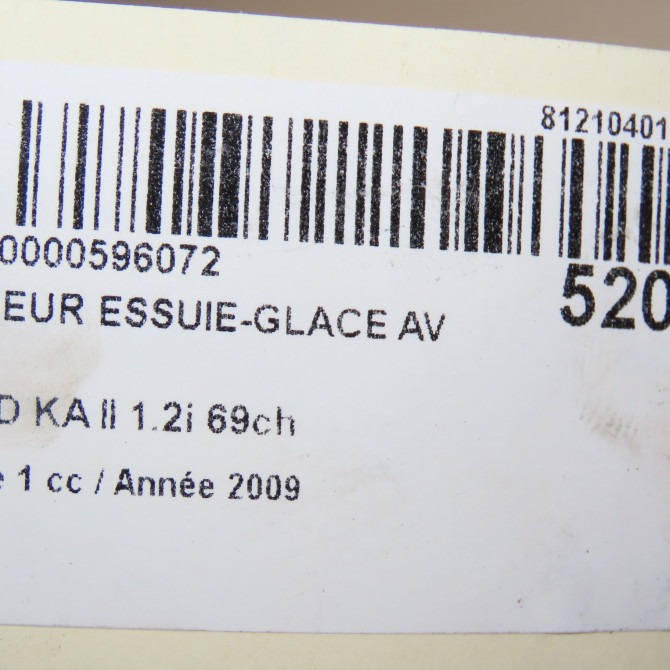 81210401
0000596072
520
EUR ESSUIE-GLACE AV
D KA II 1.2i 69ch
e 1 cc / Année 2009